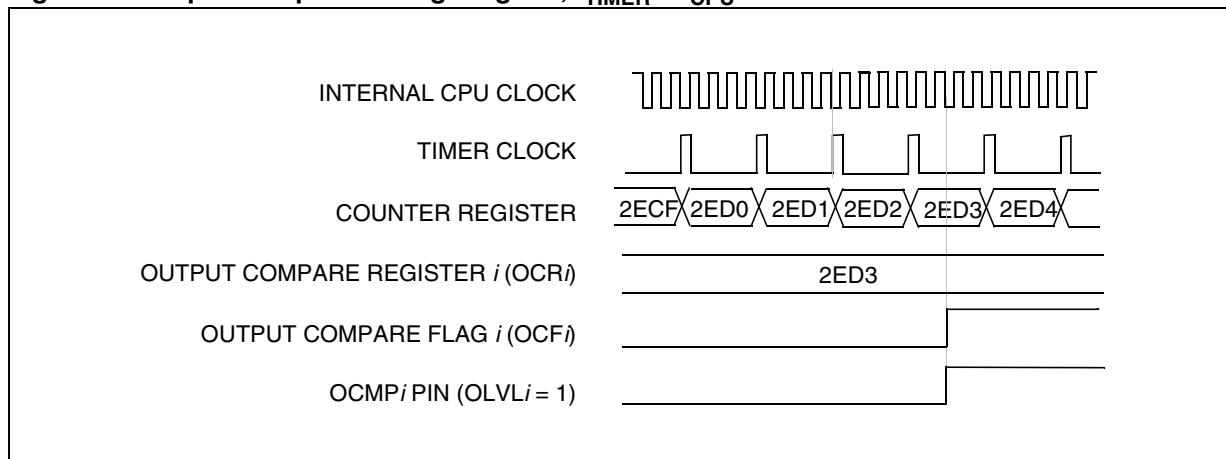 TIMER
INTERNAL CPU CLOCK
TIMER CLOCK
COUNTER REGISTER 2ECF 2ED0 2ED1 2ED2 2ED3 2ED4
OUTPUT COMPARE REGISTER i (OCRi) 2ED3
OUTPUT COMPARE FLAG i (OCFi)
OCMPi PIN (OLVLi = 1)